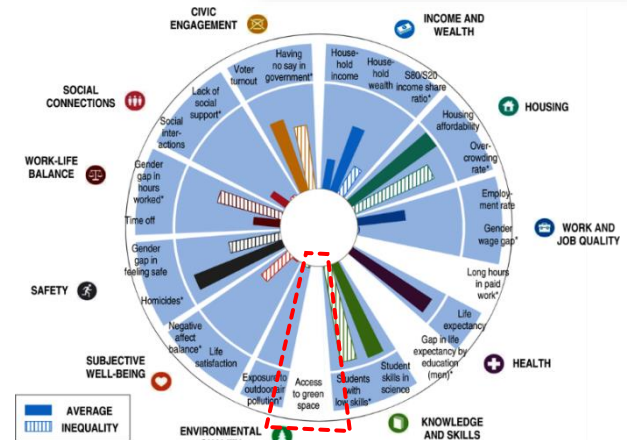 CIVIC
ENGAGEMENT
INCOME AND
WEALTH
Voter
turnout
Having
no say in
government*
House-
hold
income
House-
hold
wealth
S80/S20
income share
ratio*
SOCIAL
CONNECTIONS
Lack of
social
support*
Social
inter-
actions
HOUSING
Housing
affordability
Over-
crowding
rate*
WORK-LIFE
BALANCE
Gender
gap in
hours
worked*
Time off
Employ-
ment rate
Gender
wage gap*
Long hours
in paid
work*
WORK AND
JOB QUALITY
SAFETY
Gender
gap in
feeling safe
Homicides*
Life
expectancy
Gap in life
expectancy by
education
(men)*
HEALTH
SUBJECTIVE
WELL-BEING
Negative
affect
balance*
Life
satisfaction
Exposure to
outdoor air
pollution*
Access
to green
space
Students
with
low skills*
Student
skills in
science
ENVIRONMENTAL
KNOWLEDGE
AND SKILLS
AVERAGE
INEQUALITY